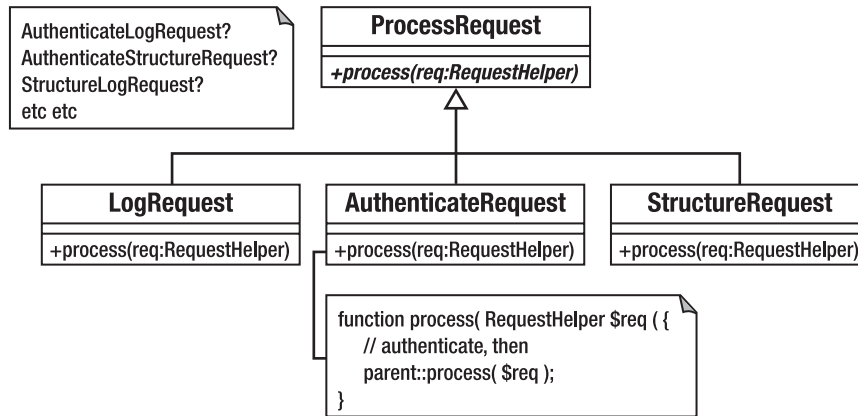 AuthenticateLogRequest?
AuthenticateStructureRequest?
StructureLogRequest?
etc etc
ProcessRequest
+process(req:RequestHelper)
LogRequest
+process(req:RequestHelper)
AuthenticateRequest
+process(req:RequestHelper)
StructureRequest
+process(req:RequestHelper)
function process( RequestHelper $req ( {
// authenticate, then
parent::process( $req );
}